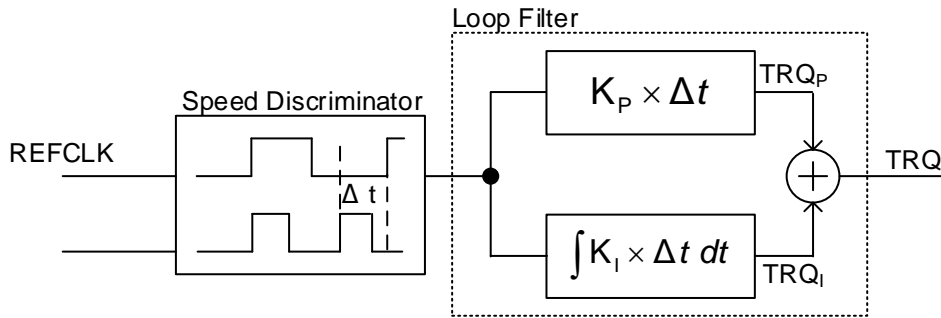 Loop Filter
Speed Discriminator
REFCLK
Δ t
K_P × Δt
TRQ_P
TRQ
∫K_I × Δt dt
TRQ_I